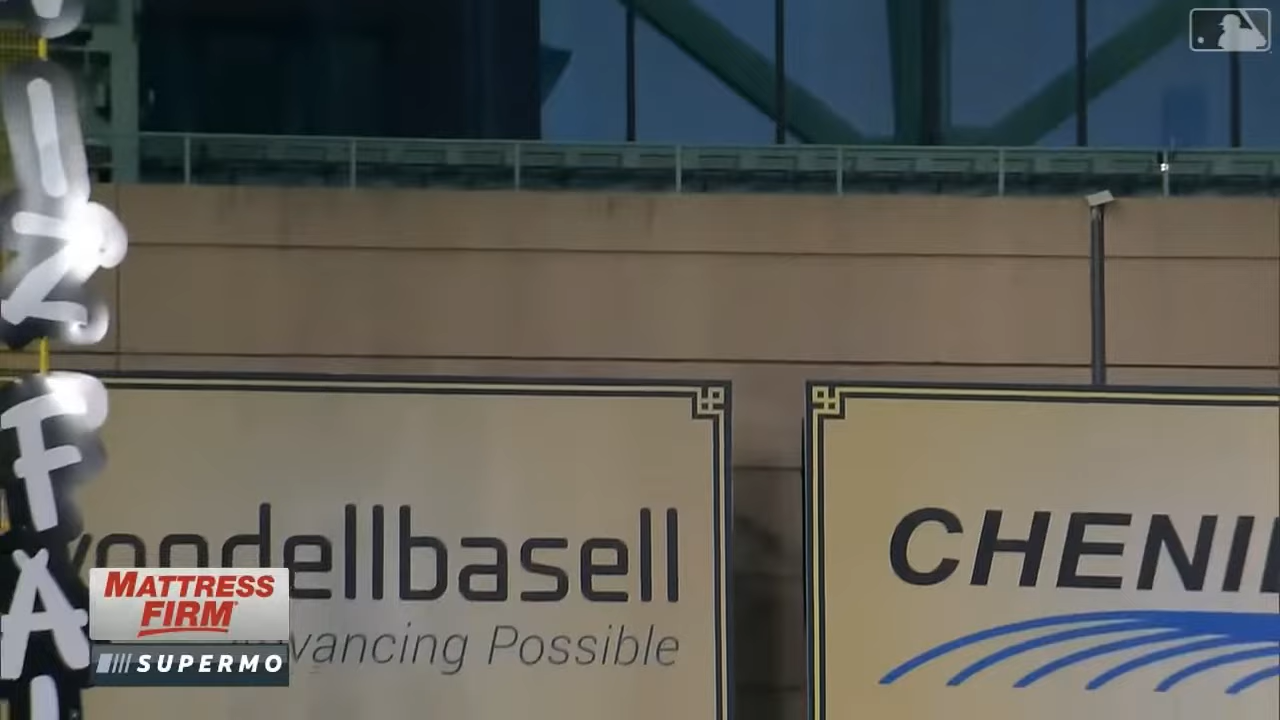 yondellbasell
Advancing Possible
CHENI
MATTRESS
FIRM
SUPERMO